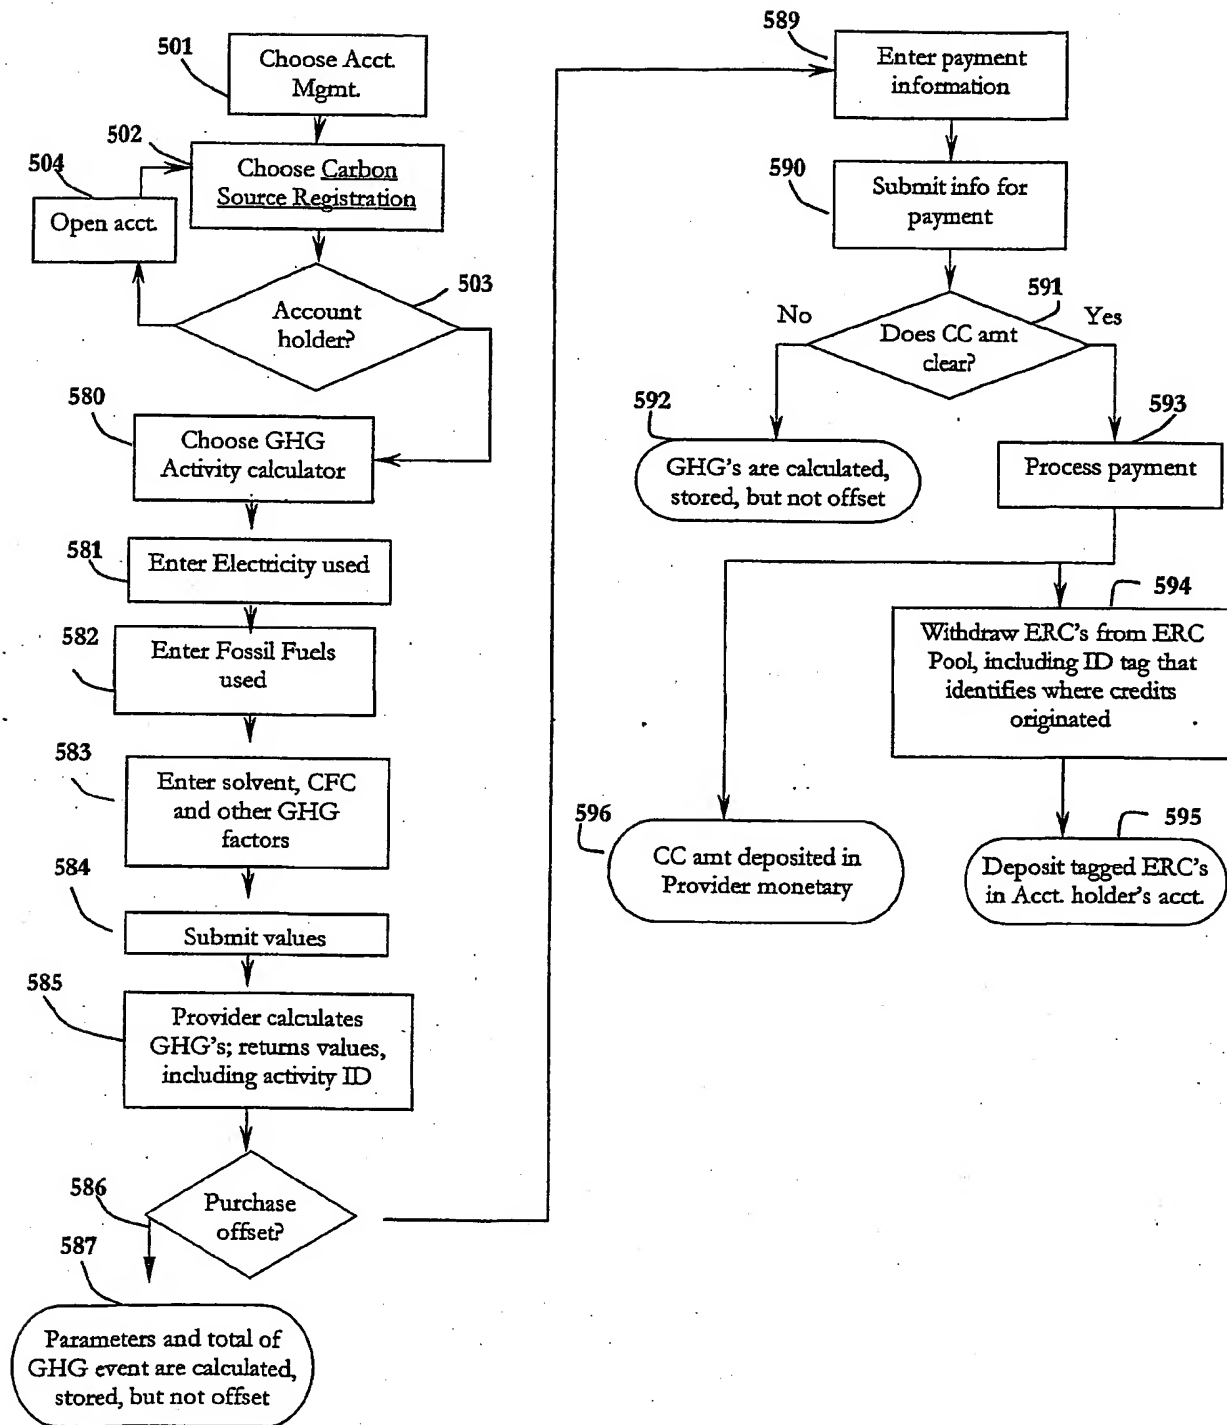 501
Choose Acct.
Mgmt.
502
Choose Carbon
Source Registration
504
Open acct.
503
Account
holder?
580
Choose GHG
Activity calculator
581
Enter Electricity used
582
Enter Fossil Fuels
used
583
Enter solvent, CFC
and other GHG
factors
584
Submit values
585
Provider calculates
GHG's; returns values,
including activity ID
586
Purchase
offset?
587
Parameters and total of
GHG event are calculated,
stored, but not offset
589
Enter payment
information
590
Submit info for
payment
591
No
Yes
Does CC amt
clear?
592
GHG's are calculated,
stored, but not offset
593
Process payment
594
Withdraw ERC's from ERC
Pool, including ID tag that
identifies where credits
originated
596
CC amt deposited in
Provider monetary
595
Deposit tagged ERC's
in Acct. holder's acct.